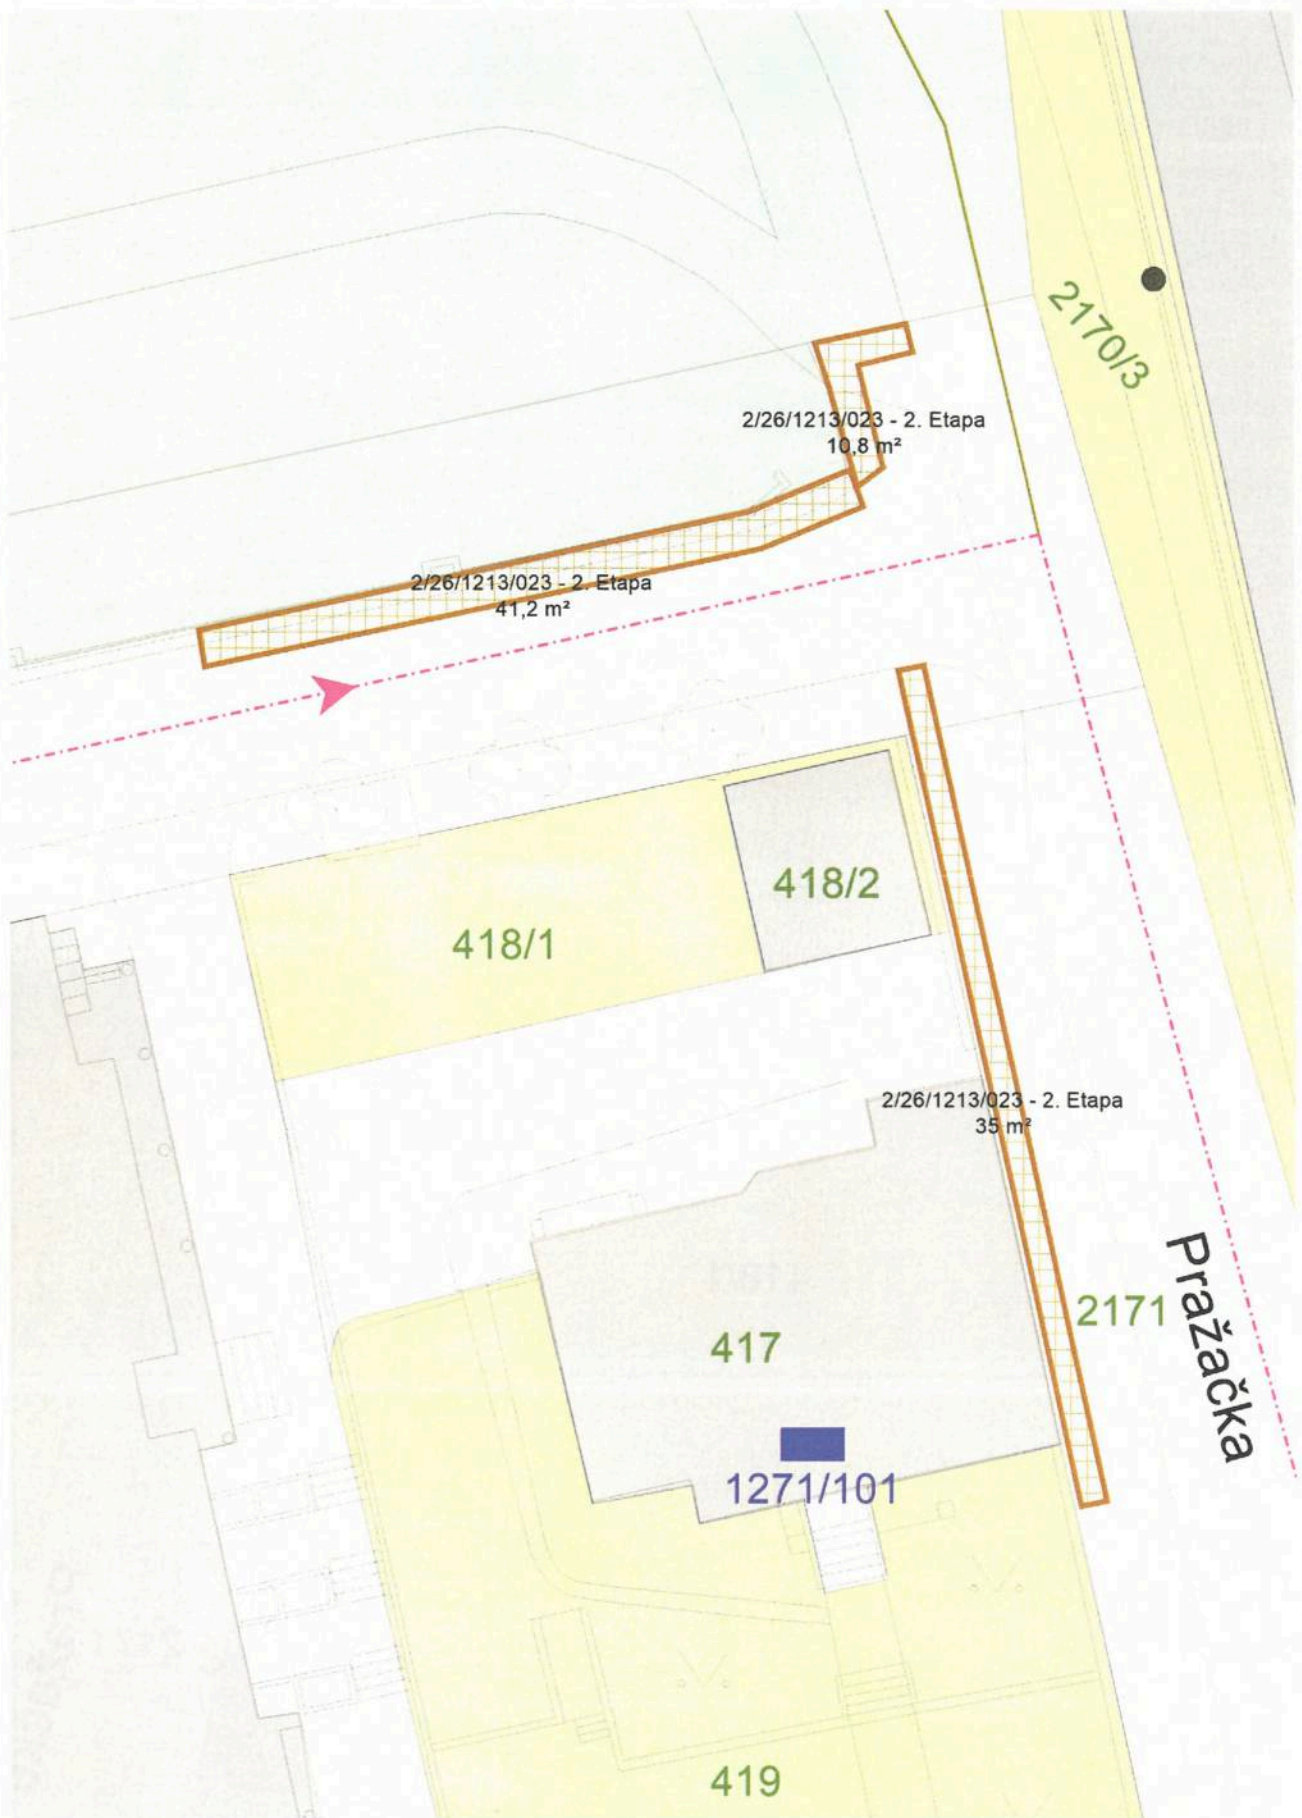 2170/3
2/26/1213/023 - 2. Etapa
10,8 m²
2/26/1213/023 - 2. Etapa
41,2 m²
418/2
418/1
2/26/1213/023 - 2. Etapa
35 m²
2171
Pražačka
417
1271/101
419